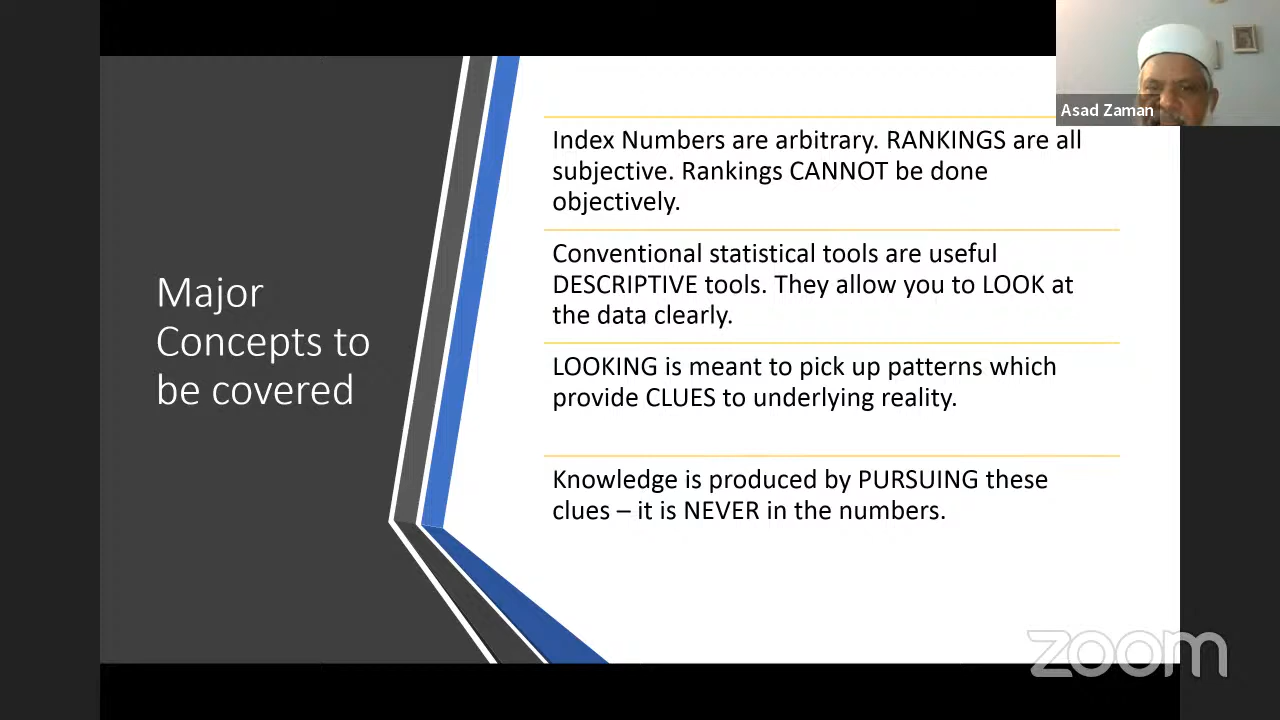 Asad Zaman
Major
Concepts to
be covered
Index Numbers are arbitrary. RANKINGS are all
subjective. Rankings CANNOT be done
objectively.
Conventional statistical tools are useful
DESCRIPTIVE tools. They allow you to LOOK at
the data clearly.
LOOKING is meant to pick up patterns which
provide CLUES to underlying reality.
Knowledge is produced by PURSUING these
clues – it is NEVER in the numbers.
zoom